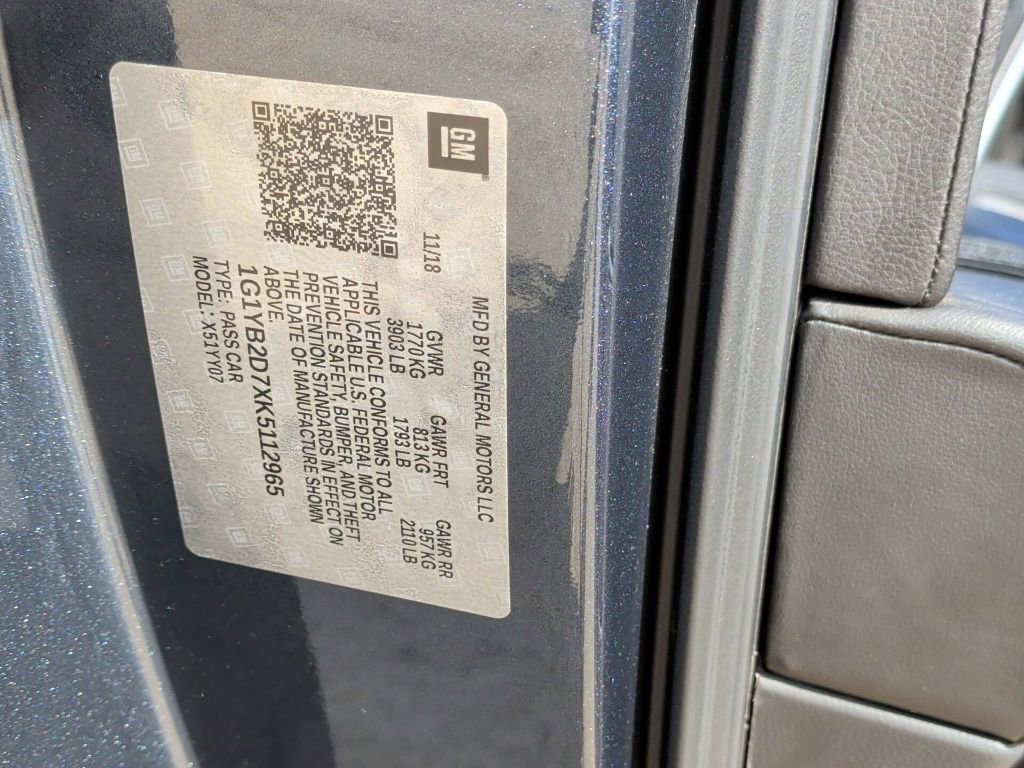 GM
MFD BY GENERAL MOTORS LLC
11/18
GVWR GAWR FRT GAWR RR
1770 KG 813 KG 957 KG
3903 LB 1793 LB 2110 LB
THIS VEHICLE CONFORMS TO ALL
APPLICABLE U.S. FEDERAL MOTOR
VEHICLE SAFETY, BUMPER, AND THEFT
PREVENTION STANDARDS IN EFFECT ON
THE DATE OF MANUFACTURE SHOWN
ABOVE.
1G1YB2D7XK5112965
TYPE: PASS CAR
MODEL: X51YY07